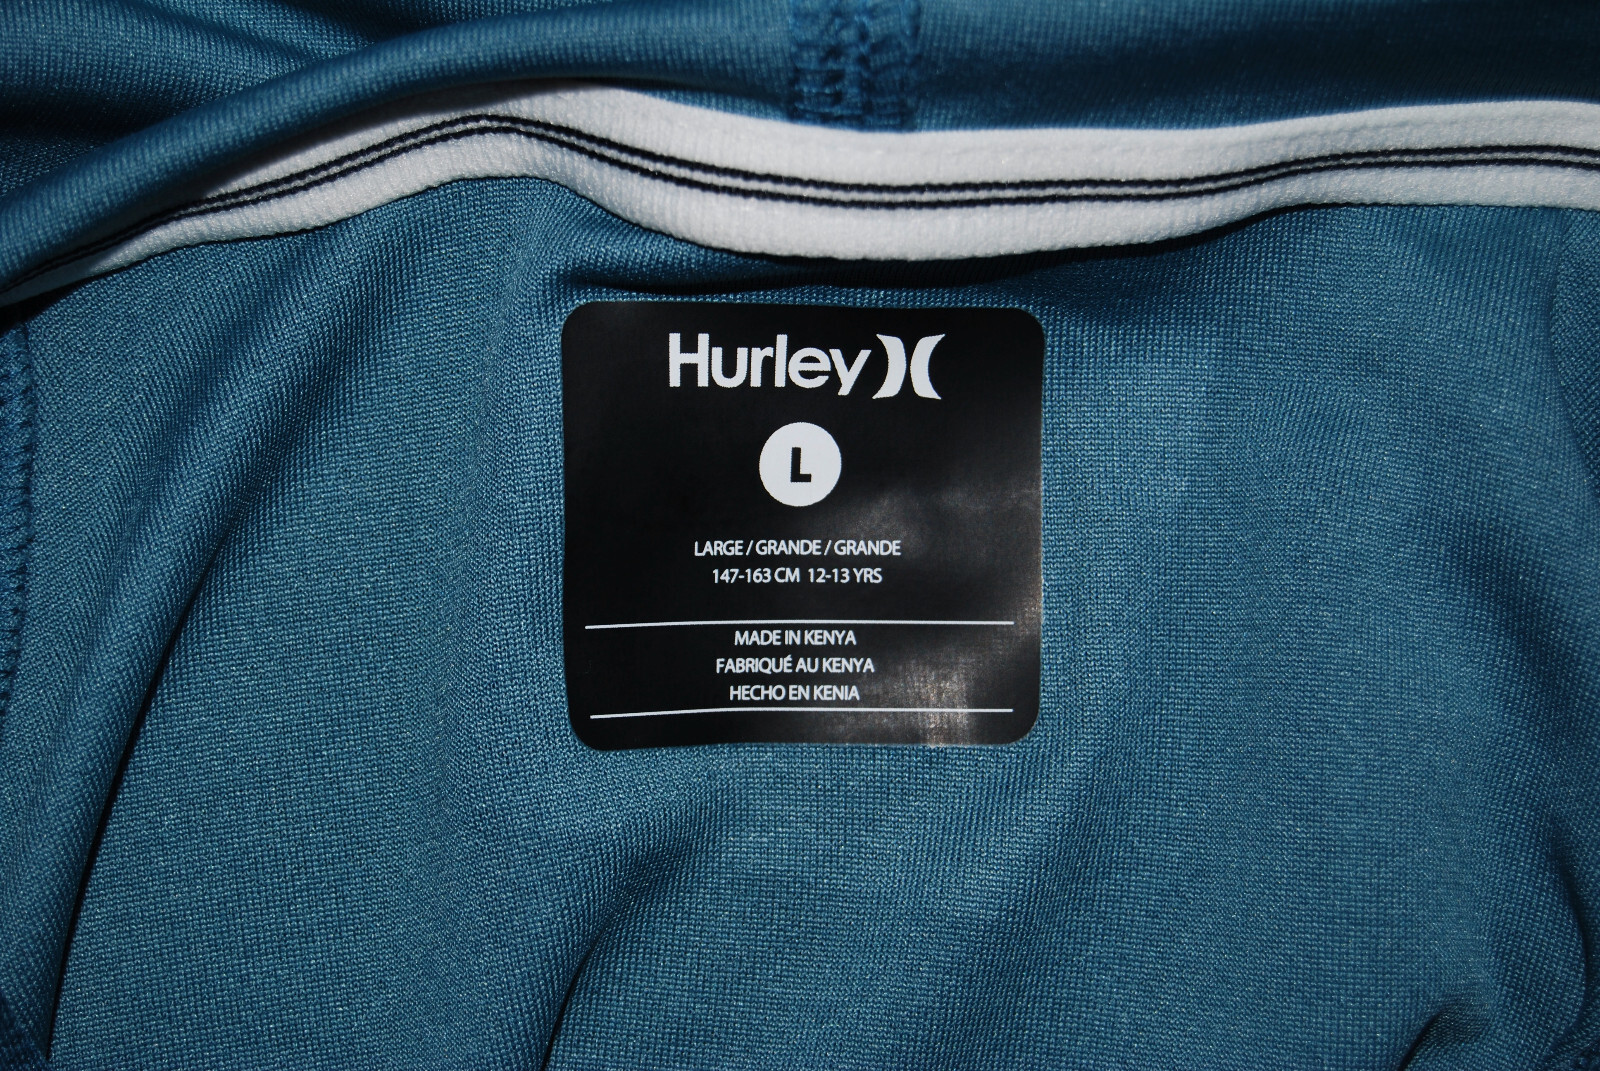 Hurley
L
LARGE / GRANDE / GRANDE
147-163 CM 12-13 YRS
MADE IN KENYA
FABRIQUÉ AU KENYA
HECHO EN KENIA